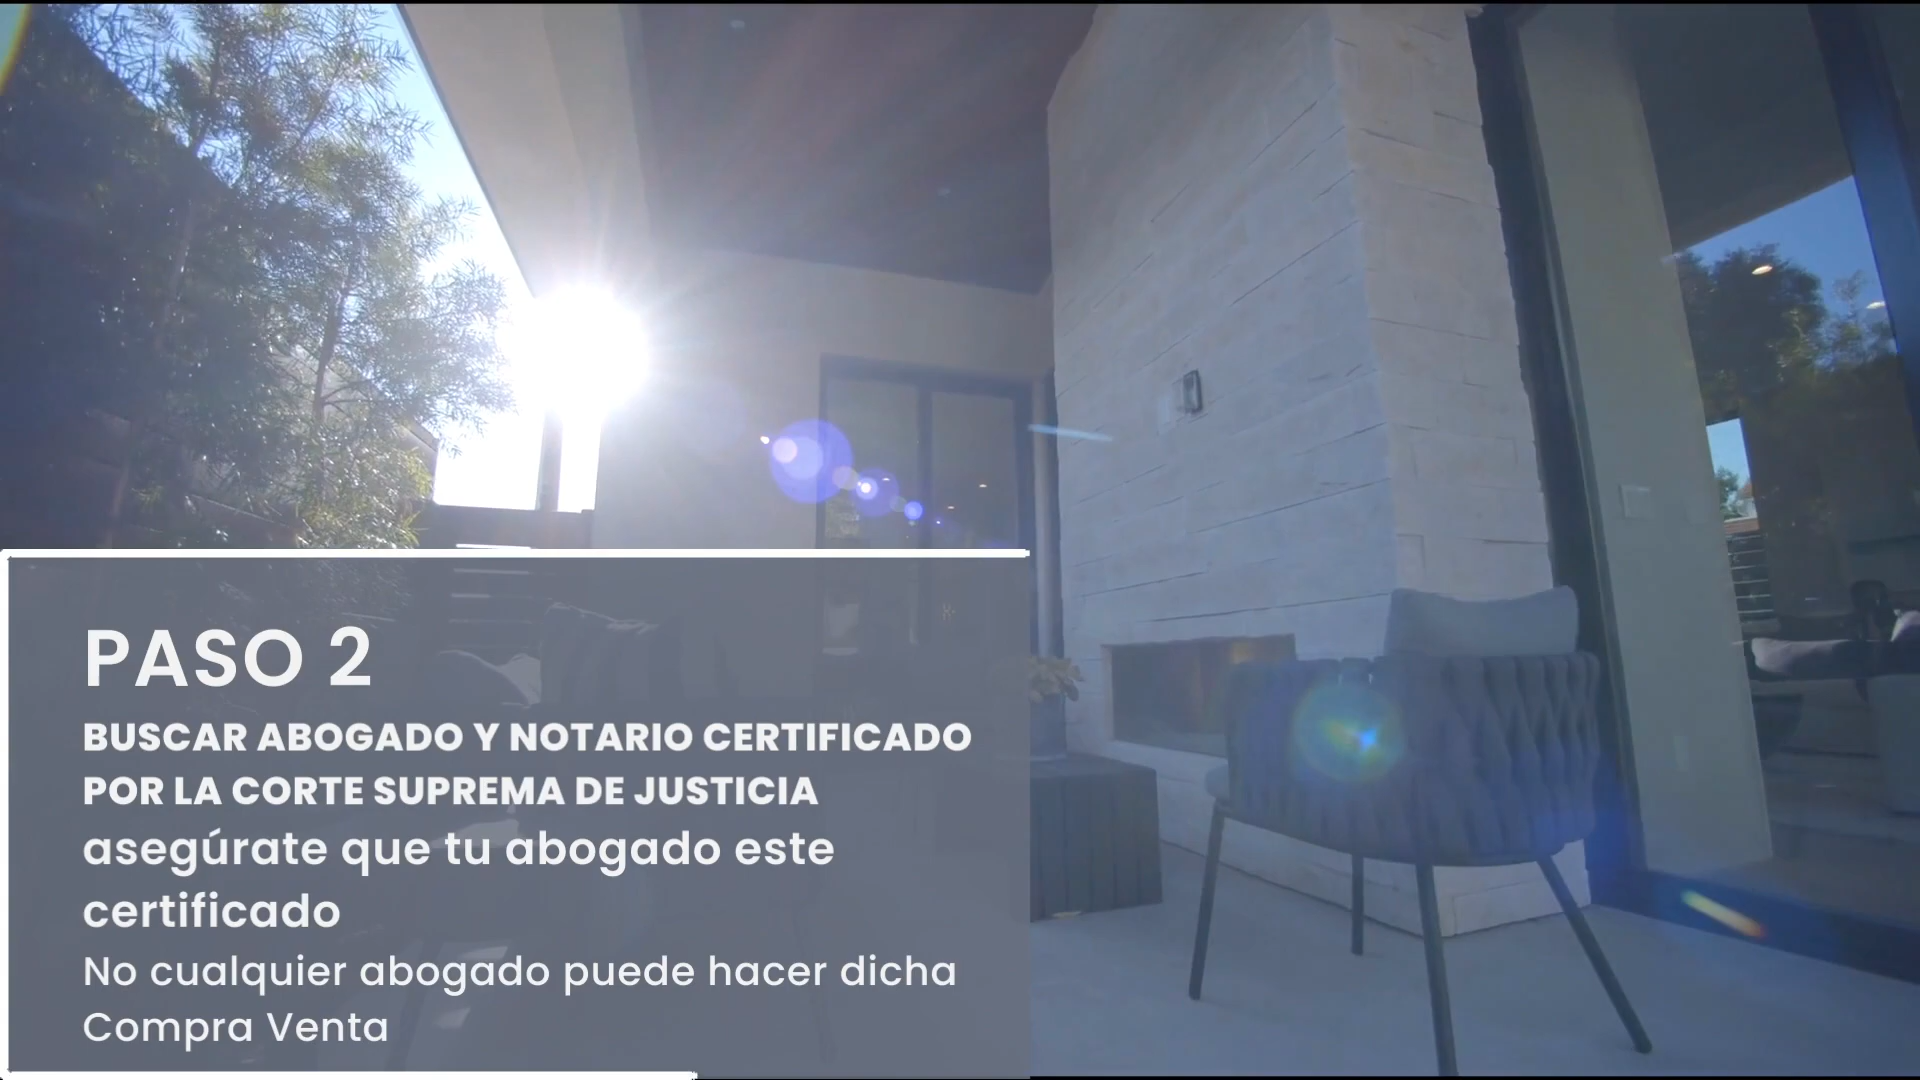 PASO 2
BUSCAR ABOGADO Y NOTARIO CERTIFICADO
POR LA CORTE SUPREMA DE JUSTICIA
asegúrate que tu abogado este
certificado
No cualquier abogado puede hacer dicha
Compra Venta